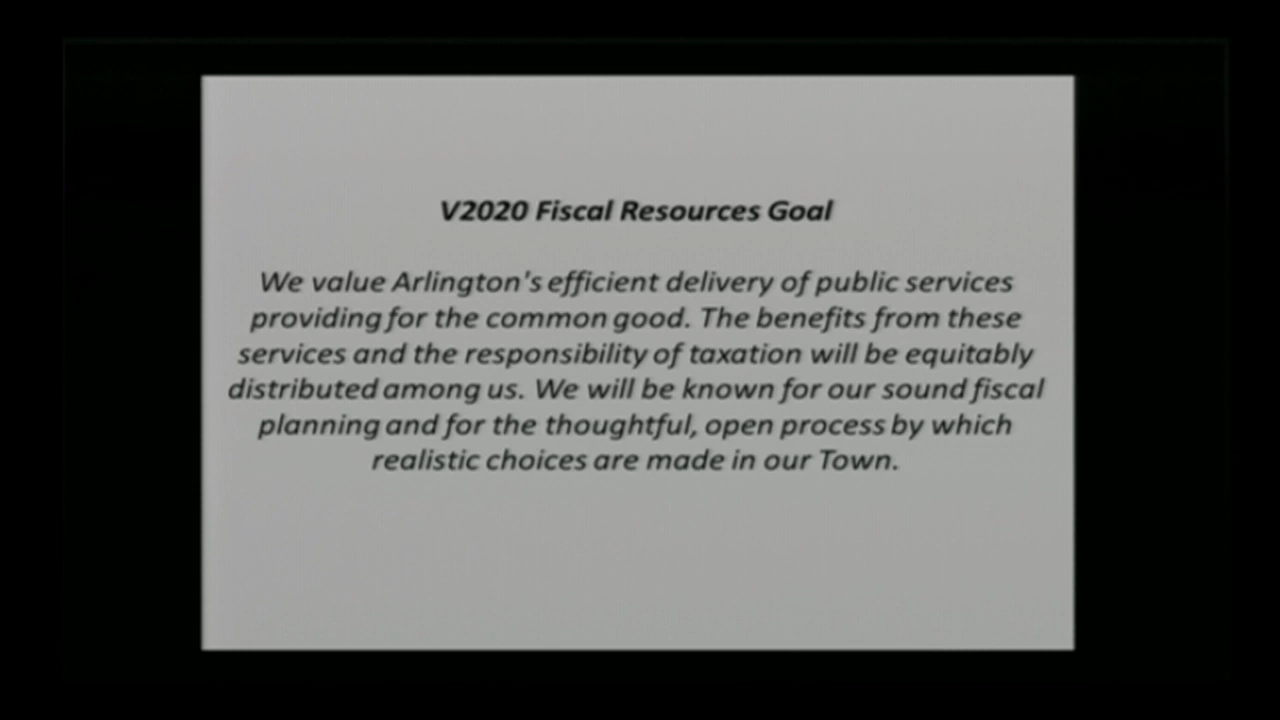 V2020 Fiscal Resources Goal
We value Arlington's efficient delivery of public services
providing for the common good. The benefits from these
services and the responsibility of taxation will be equitably
distributed among us. We will be known for our sound fiscal
planning and for the thoughtful, open process by which
realistic choices are made in our Town.